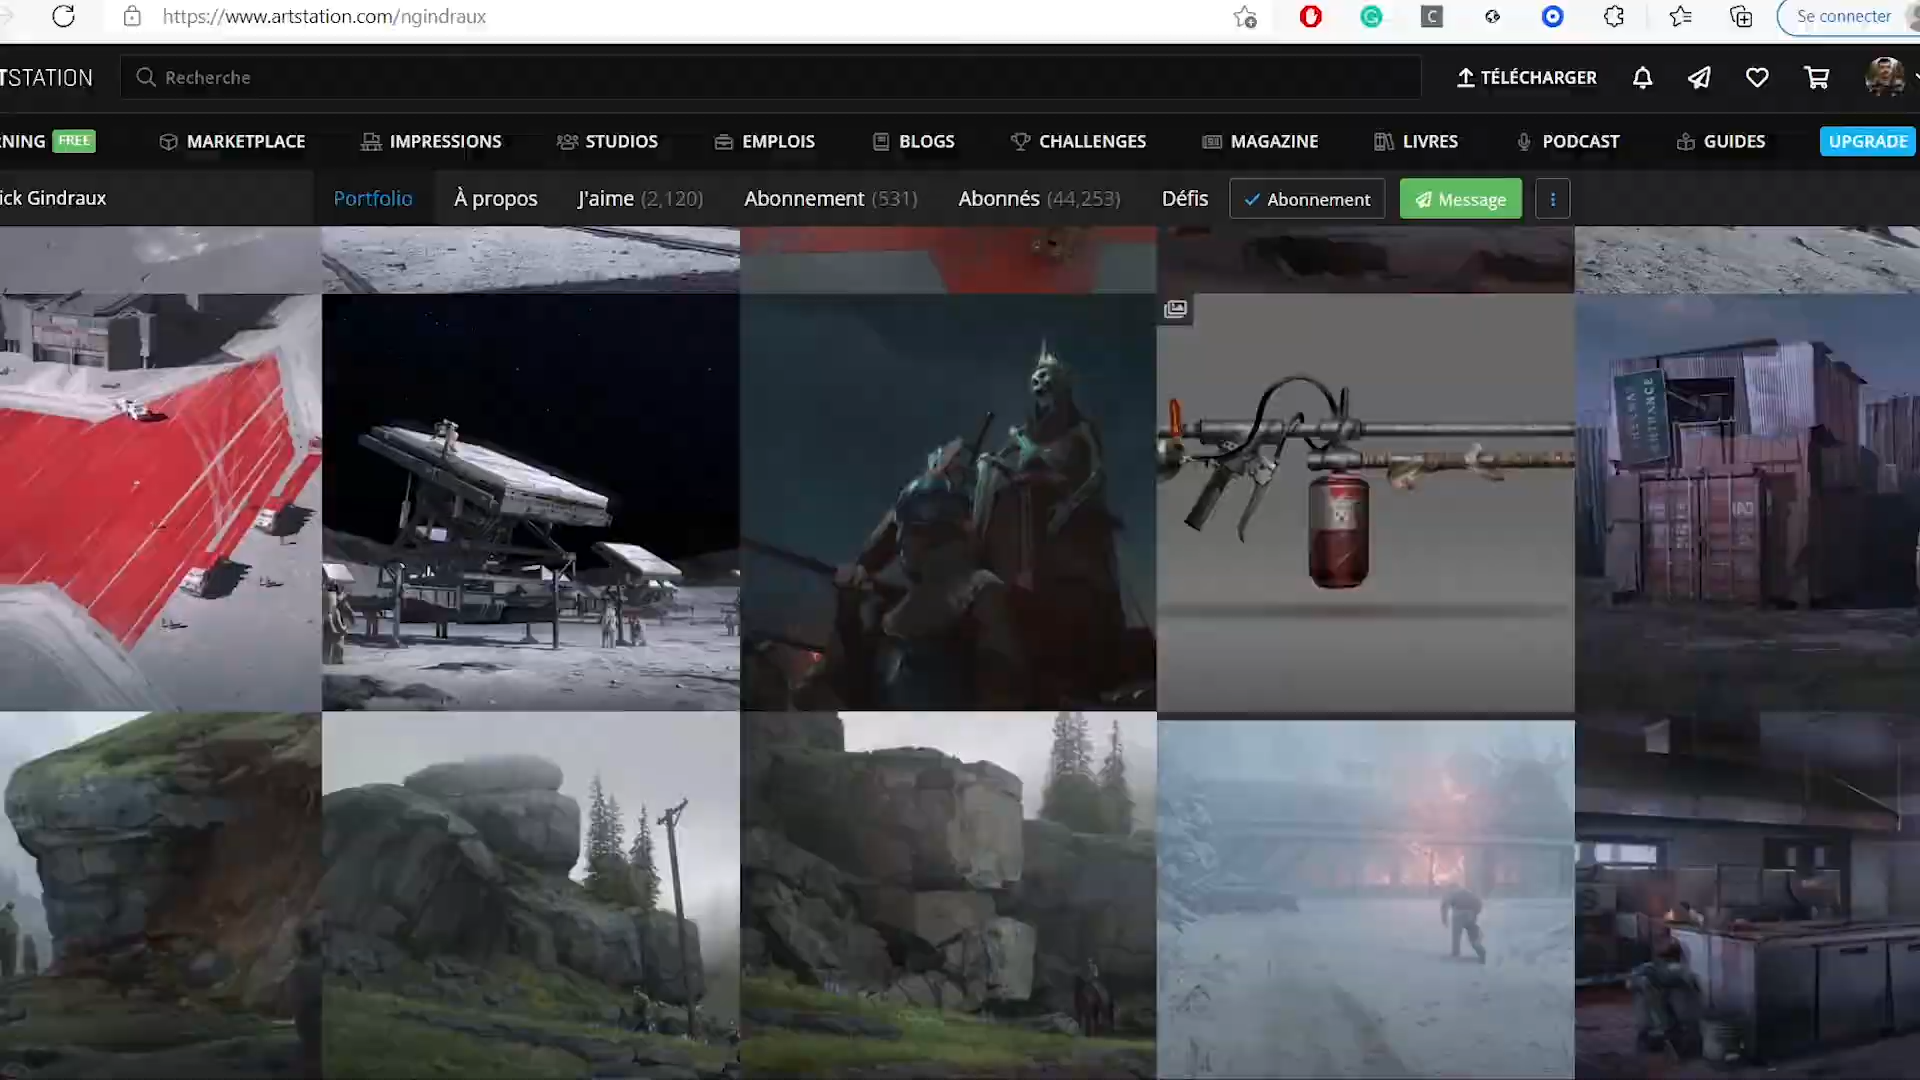 https://www.artstation.com/ngindraux
Se connecter
TSTATION
Recherche
TÉLÉCHARGER
NING FREE
MARKETPLACE
IMPRESSIONS
STUDIOS
EMPLOIS
BLOGS
CHALLENGES
MAGAZINE
LIVRES
PODCAST
GUIDES
UPGRADE
ick Gindraux
Portfolio
À propos
J'aime (2,120)
Abonnement (531)
Abonnés (44,253)
Défis
Abonnement
Message
ENTRANCE